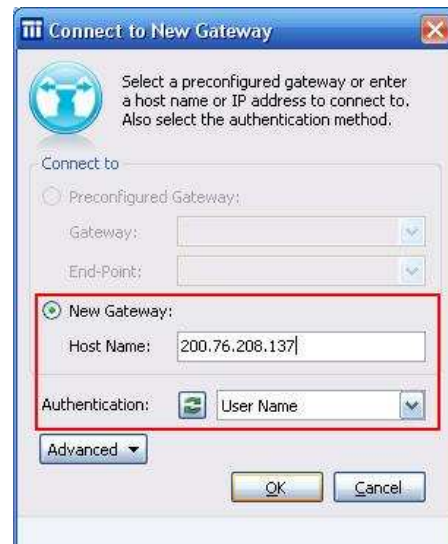 Connect to New Gateway
Select a preconfigured gateway or enter
a host name or IP address to connect to.
Also select the authentication method.
Connect to
Preconfigured Gateway:
Gateway:
End-Point:
New Gateway:
Host Name: 200.76.208.137
Authentication: User Name
Advanced
OK Cancel